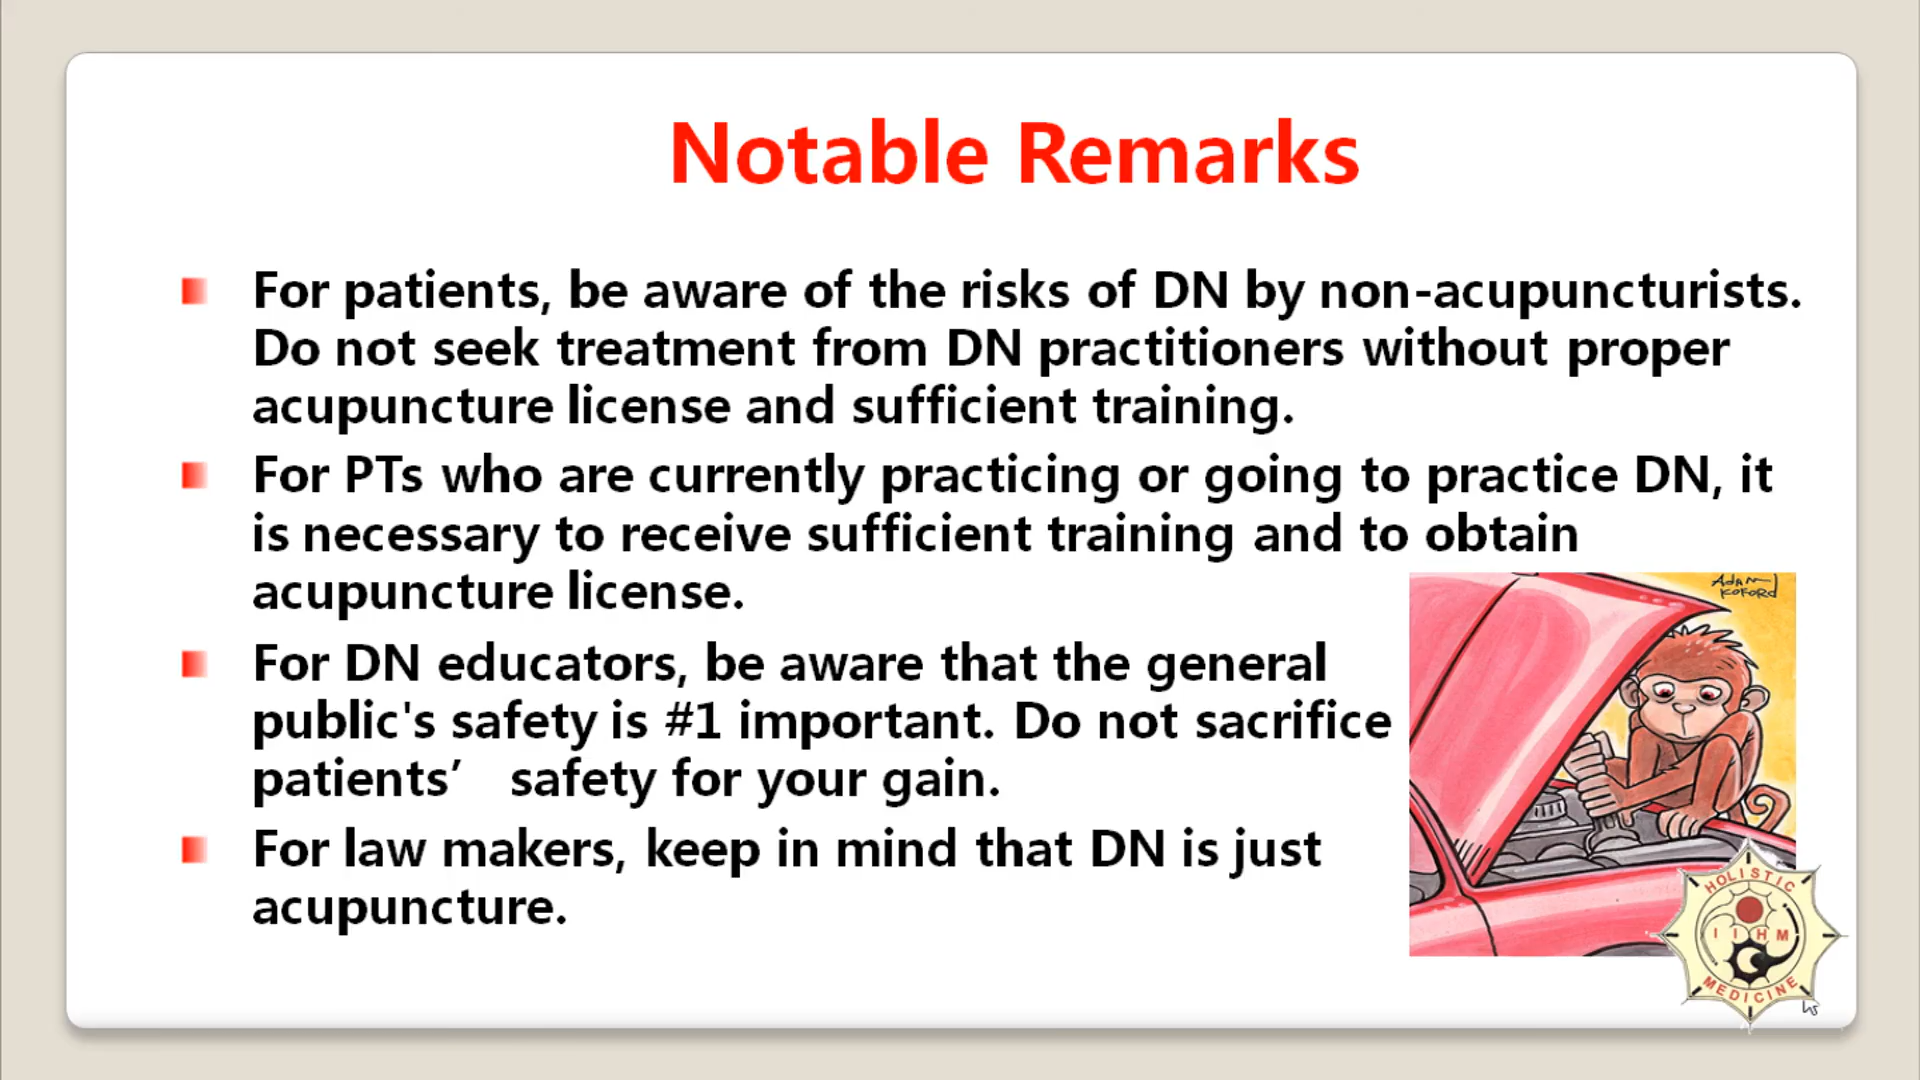 Notable Remarks
For patients, be aware of the risks of DN by non-acupuncturists.
Do not seek treatment from DN practitioners without proper
acupuncture license and sufficient training.
For PTs who are currently practicing or going to practice DN, it
is necessary to receive sufficient training and to obtain
acupuncture license.
For DN educators, be aware that the general
public's safety is #1 important. Do not sacrifice
patients’ safety for your gain.
For law makers, keep in mind that DN is just
acupuncture.
ADAM
KOFORD
HOLISTIC
I I H M
MEDICINE